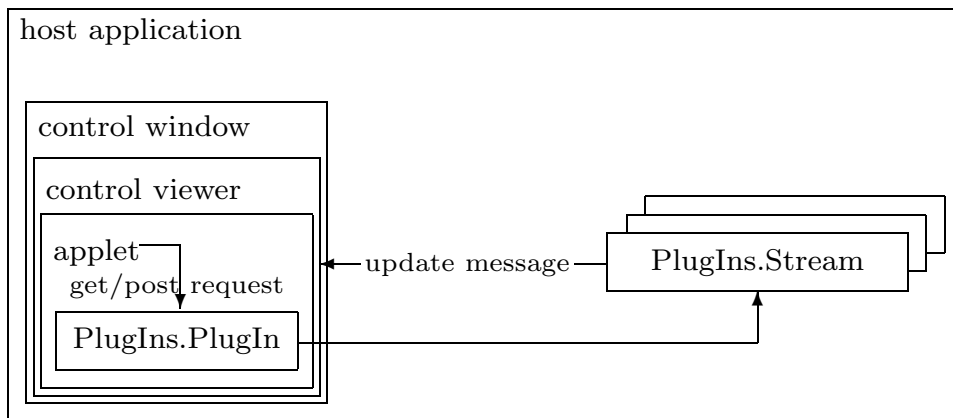 host application
control window
control viewer
applet
get/post request
PlugIns.PlugIn
update message
PlugIns.Stream